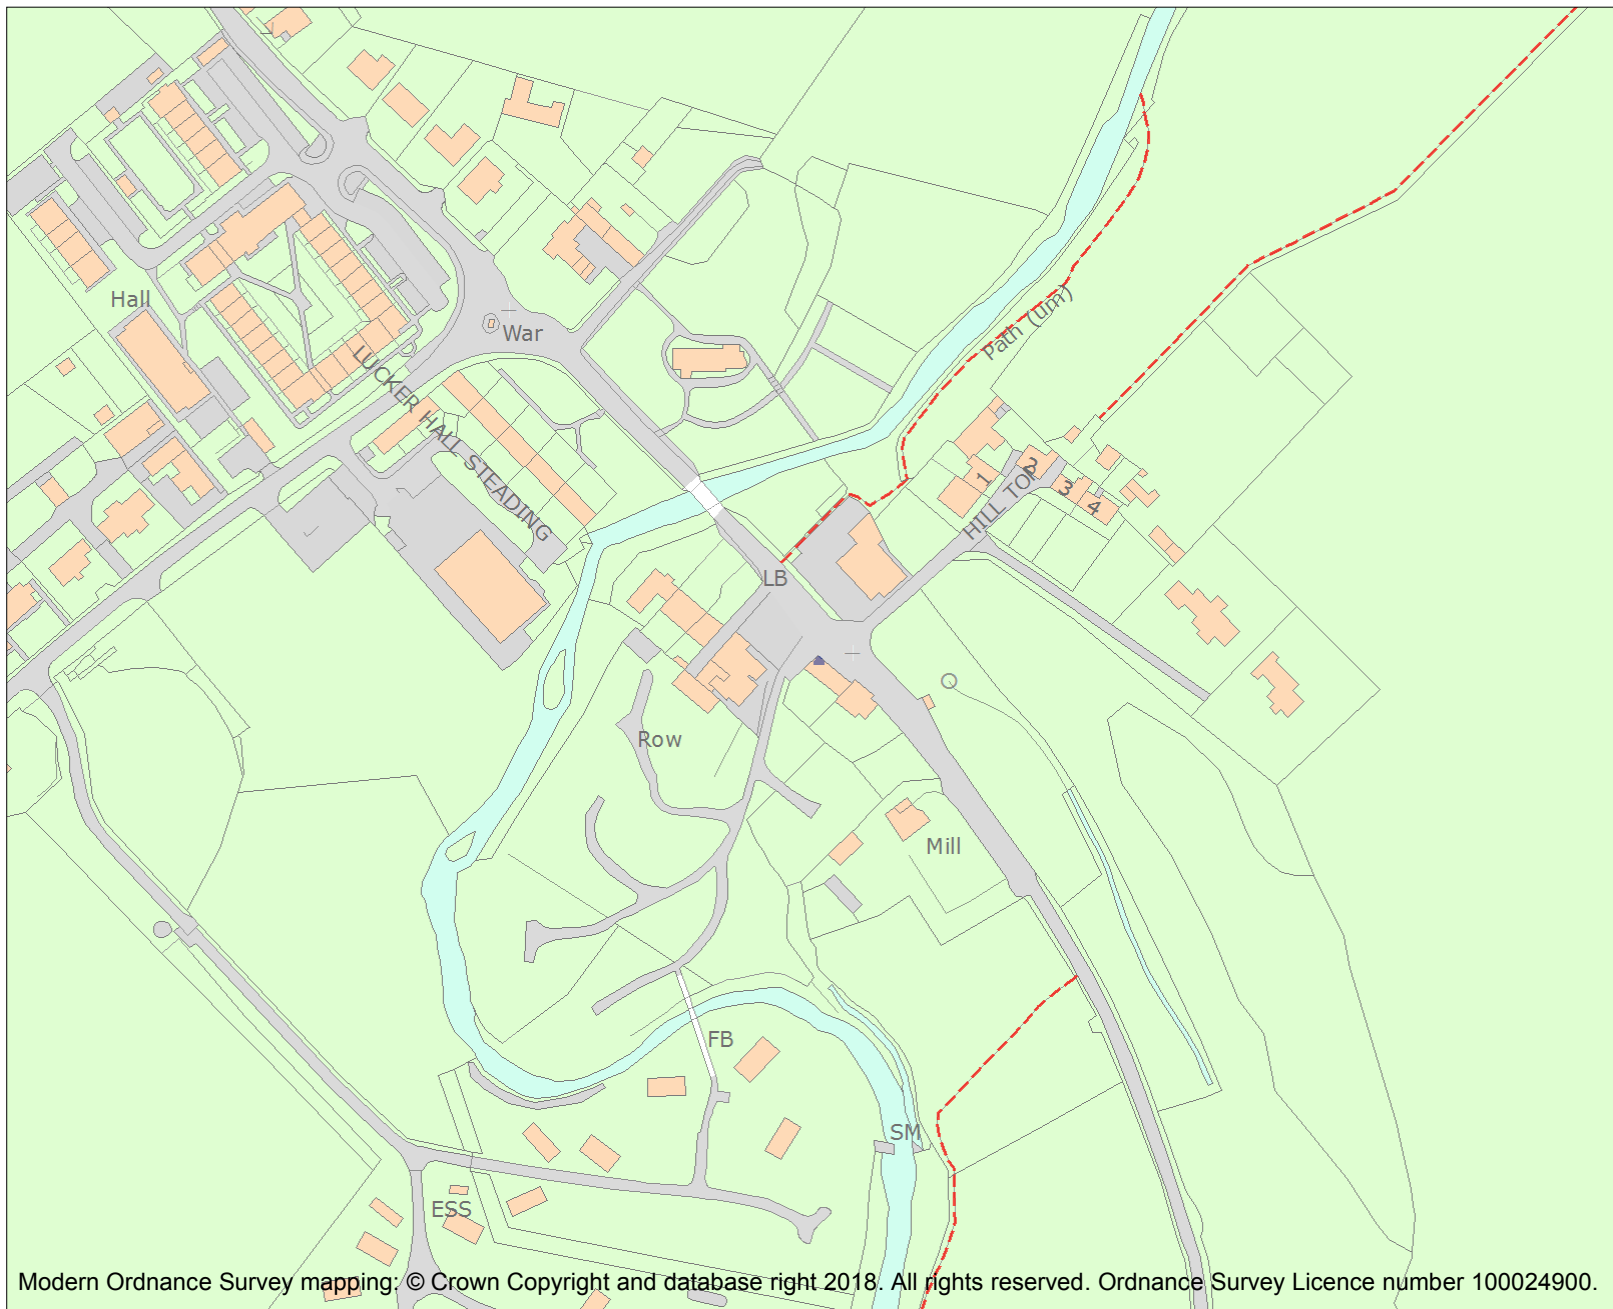 Hall
War
Path (um)
LUCKER HALL STEADING
2
1
3
4
HILL TOP
LB
Row
Mill
FB
SM
ESS
Modern Ordnance Survey mapping: © Crown Copyright and database right 2018. All rights reserved. Ordnance Survey Licence number 100024900.